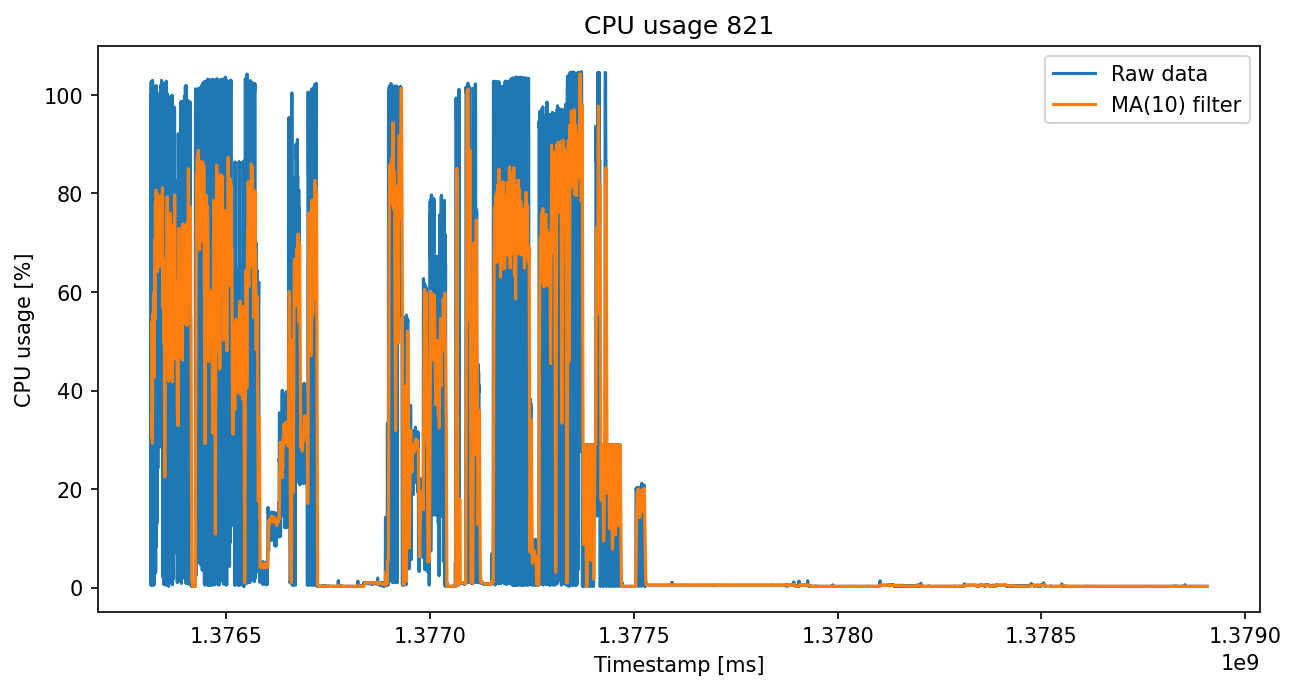 CPU usage 821
Raw data
MA(10) filter
CPU usage [%]
100
80
60
40
20
0
1.3765 1.3770 1.3775 1.3780 1.3785 1.3790
1e9
Timestamp [ms]